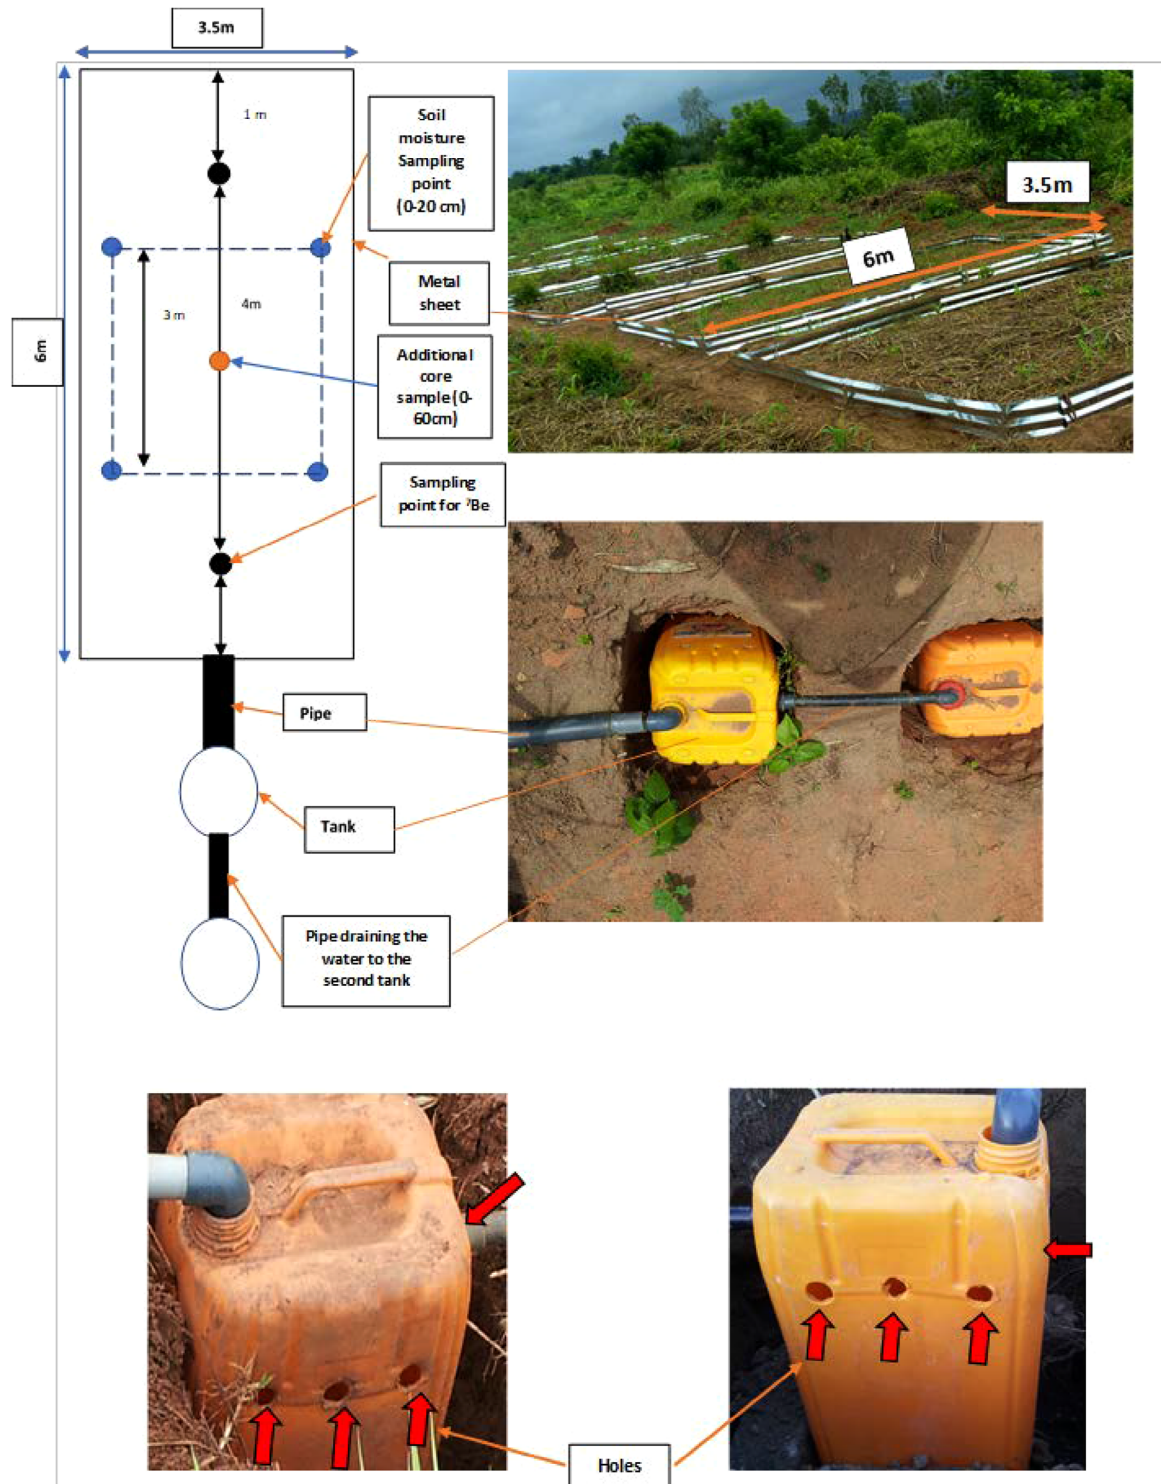 3.5m
1 m
Soil
moisture
Sampling
point
(0-20 cm)
3.5m
6m
Metal
sheet
4m
3 m
6m
Additional
core
sample (0-
60cm)
Sampling
point for ⁷Be
Pipe
Tank
Pipe draining the
water to the
second tank
Holes